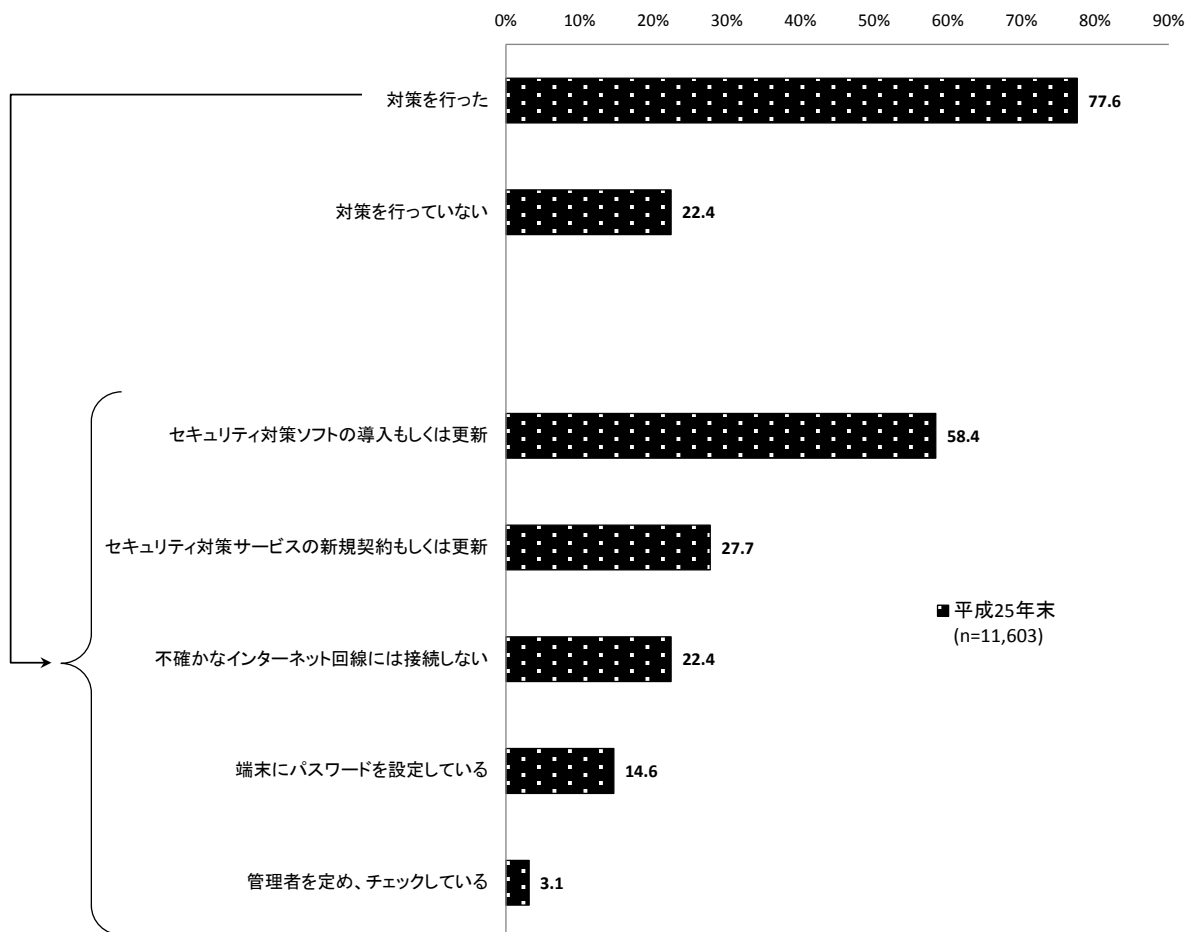 0% 10% 20% 30% 40% 50% 60% 70% 80% 90%
対策を行った 77.6
対策を行っていない 22.4
セキュリティ対策ソフトの導入もしくは更新 58.4
セキュリティ対策サービスの新規契約もしくは更新 27.7
平成25年末
(n=11,603)
不確かなインターネット回線には接続しない 22.4
端末にパスワードを設定している 14.6
管理者を定め、チェックしている 3.1